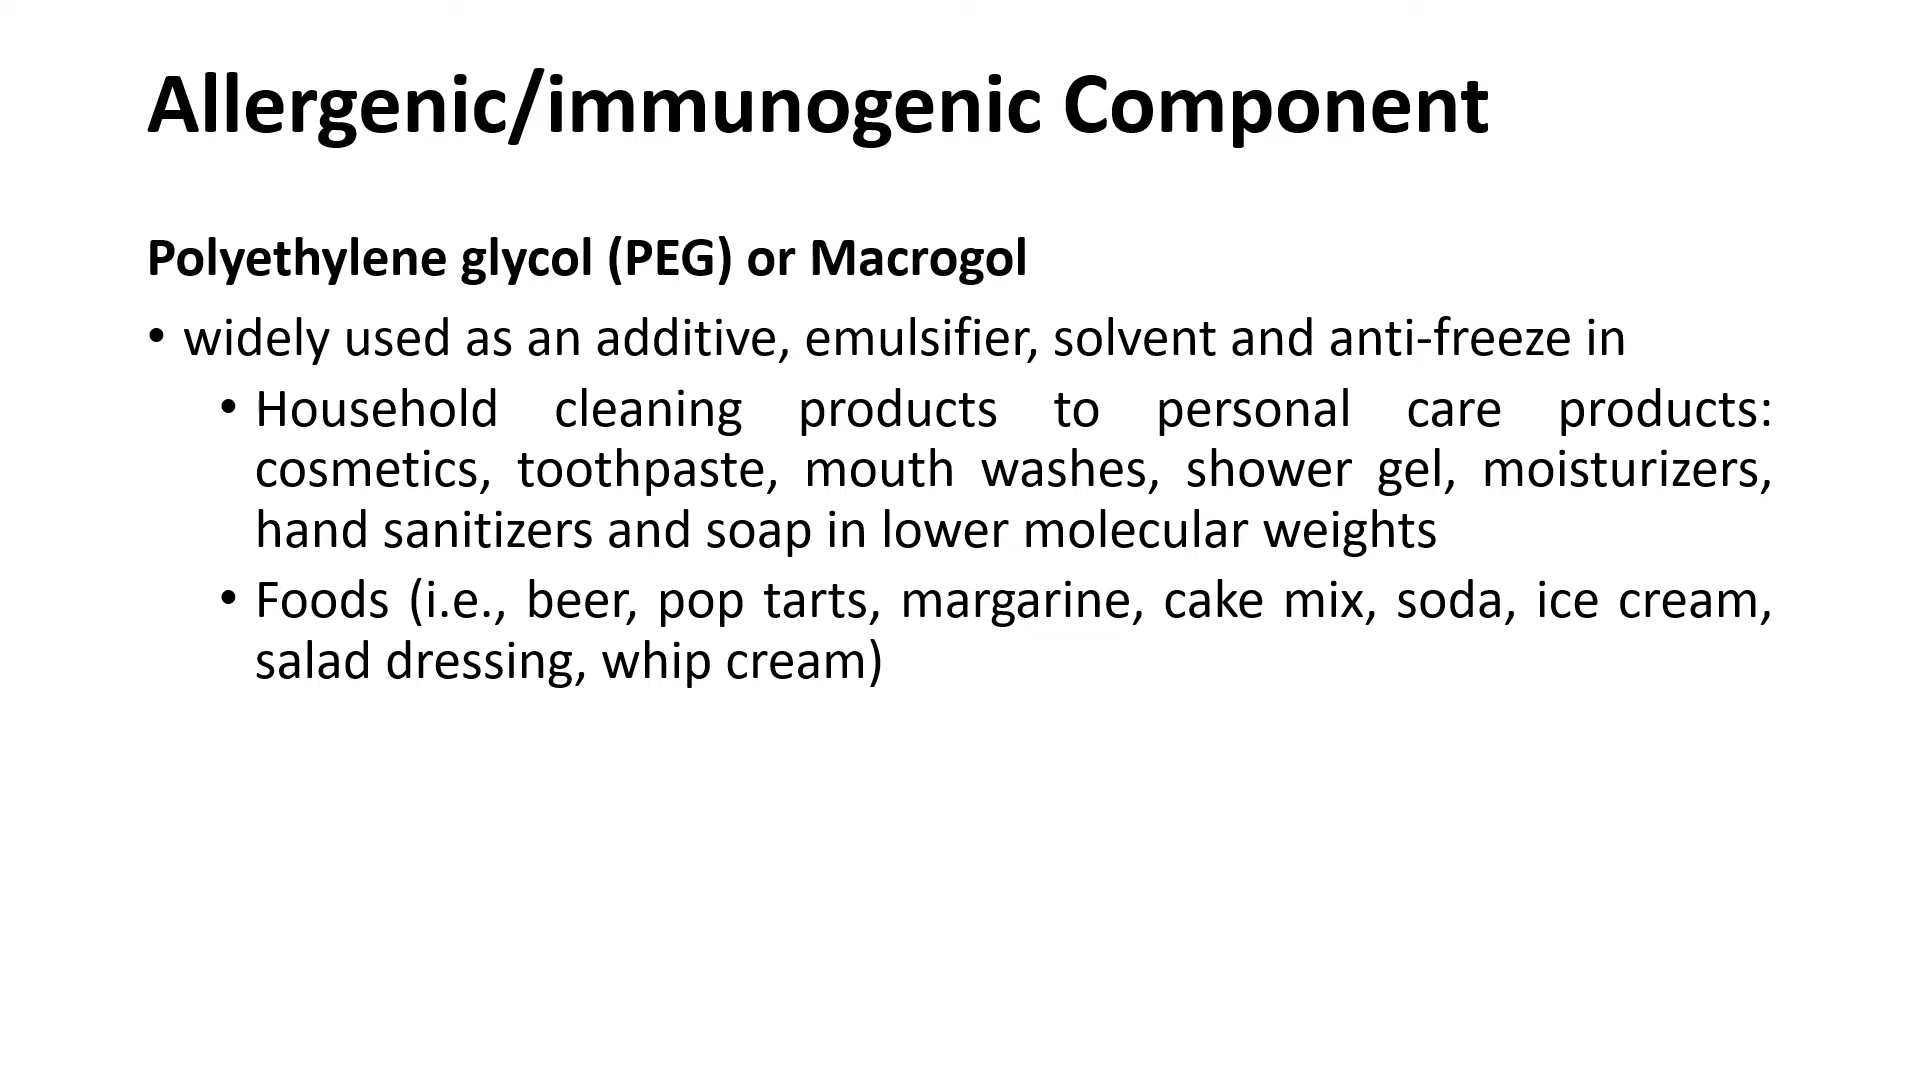 Allergenic/immunogenic Component
Polyethylene glycol (PEG) or Macrogol
• widely used as an additive, emulsifier, solvent and anti-freeze in
• Household cleaning products to personal care products:
cosmetics, toothpaste, mouth washes, shower gel, moisturizers,
hand sanitizers and soap in lower molecular weights
• Foods (i.e., beer, pop tarts, margarine, cake mix, soda, ice cream,
salad dressing, whip cream)